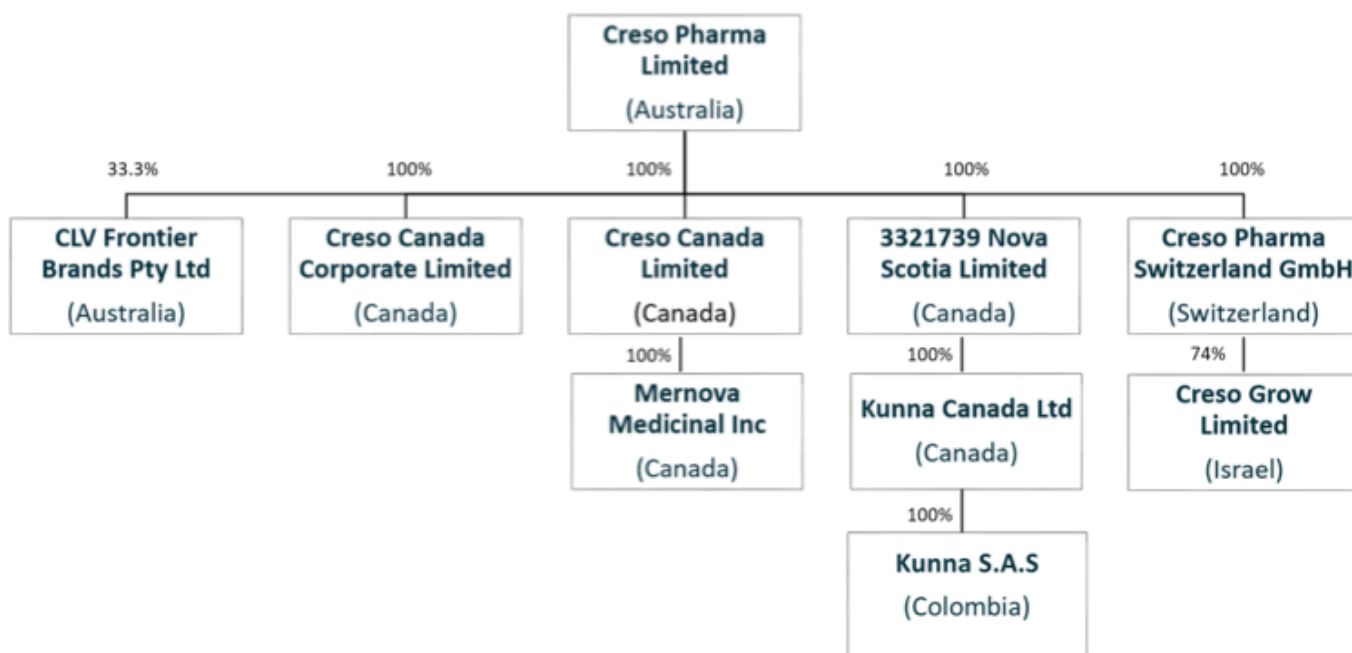 Creso Pharma
Limited
(Australia)
33.3%
100%
100%
100%
100%
CLV Frontier
Brands Pty Ltd
(Australia)
Creso Canada
Corporate Limited
(Canada)
Creso Canada
Limited
(Canada)
3321739 Nova
Scotia Limited
(Canada)
Creso Pharma
Switzerland GmbH
(Switzerland)
100%
100%
74%
Mernova
Medicinal Inc
(Canada)
Kunna Canada Ltd
(Canada)
Creso Grow
Limited
(Israel)
100%
Kunna S.A.S
(Colombia)